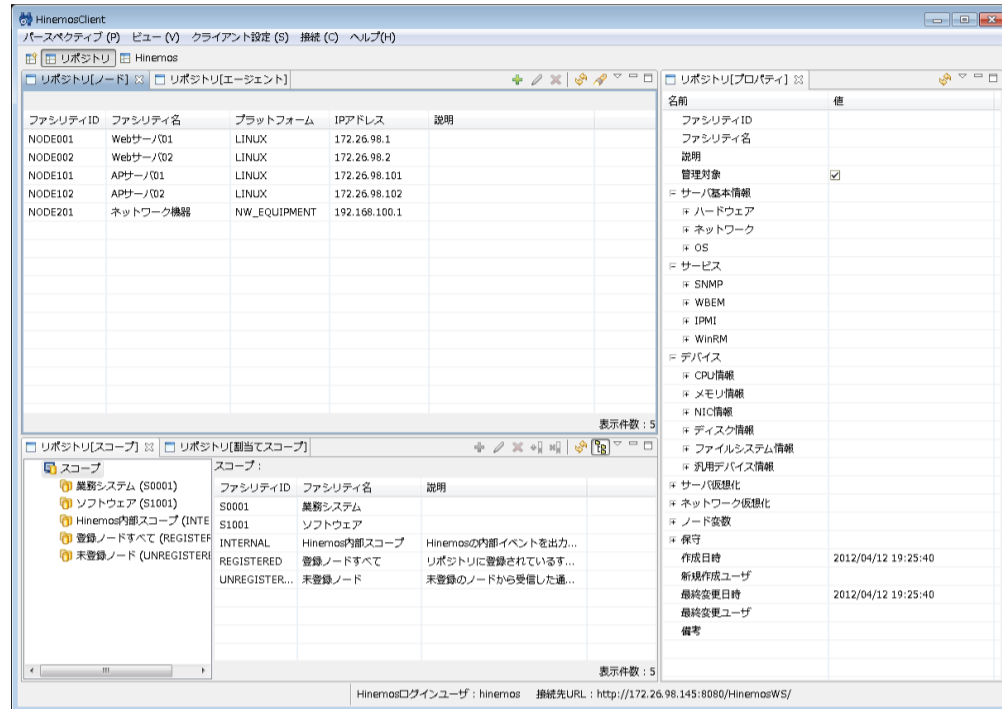 HinemosClient
パースペクティブ (P) ビュー (V) クライアント設定 (S) 接続 (C) ヘルプ(H)
リポジトリ Hinemos
リポジトリ[ノード] リポジトリ[エージェント]
ファシリティID ファシリティ名 プラットフォーム IPアドレス 説明
NODE001 Webサーバ01 LINUX 172.26.98.1
NODE002 Webサーバ02 LINUX 172.26.98.2
NODE101 APサーバ01 LINUX 172.26.98.101
NODE102 APサーバ02 LINUX 172.26.98.102
NODE201 ネットワーク機器 NW_EQUIPMENT 192.168.100.1
表示件数 : 5
リポジトリ[スコープ] リポジトリ[割当てスコープ]
スコープ
業務システム (S0001)
ソフトウェア (S1001)
Hinemos内部スコープ (INTE
登録ノードすべて (REGISTER
未登録ノード (UNREGISTERE
スコープ :
ファシリティID ファシリティ名 説明
S0001 業務システム
S1001 ソフトウェア
INTERNAL Hinemos内部スコープ Hinemosの内部イベントを出力...
REGISTERED 登録ノードすべて リポジトリに登録されているす...
UNREGISTER... 未登録ノード 未登録のノードから受信した通...
表示件数 : 5
リポジトリ[プロパティ]
名前 値
ファシリティID
ファシリティ名
説明
管理対象
サーバ基本情報
ハードウェア
ネットワーク
OS
サービス
SNMP
WBEM
IPMI
WinRM
デバイス
CPU情報
メモリ情報
NIC情報
ディスク情報
ファイルシステム情報
汎用デバイス情報
サーバ仮想化
ネットワーク仮想化
ノード変数
保守
作成日時 2012/04/12 19:25:40
新規作成ユーザ
最終変更日時 2012/04/12 19:25:40
最終変更ユーザ
備考
Hinemosログインユーザ : hinemos 接続先URL : http://172.26.98.145:8080/HinemosWS/